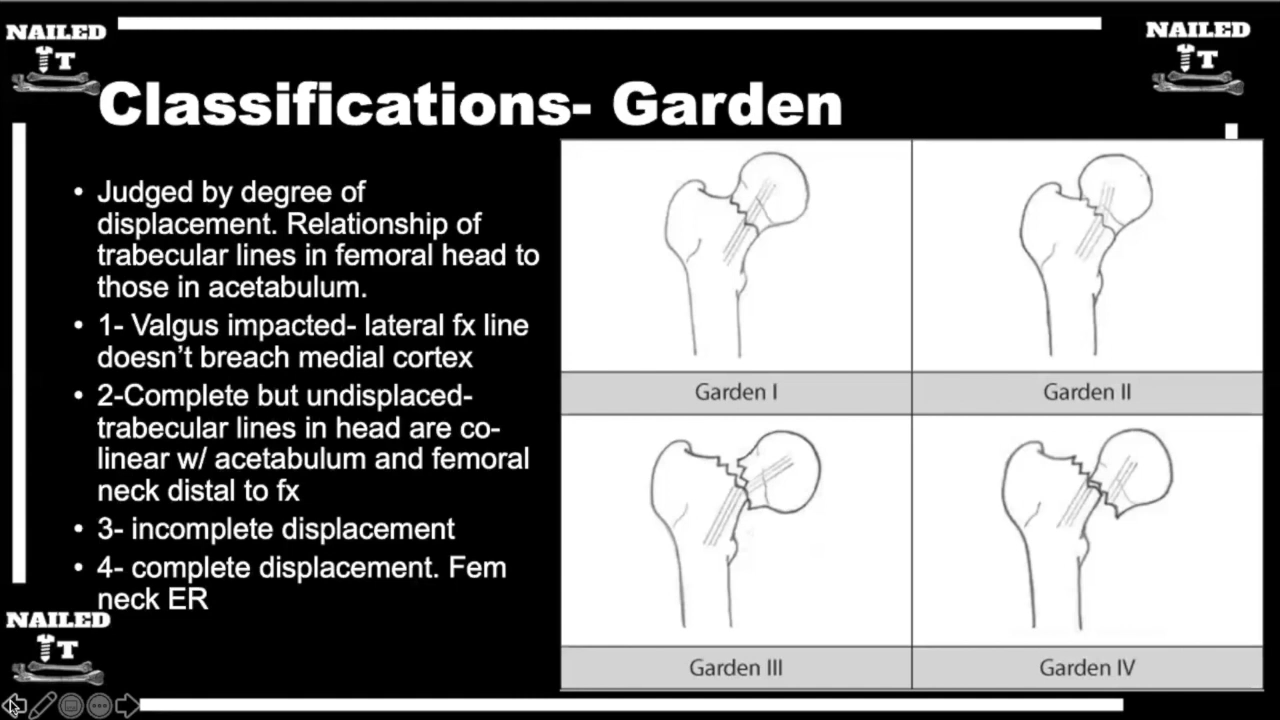 NAILED
IT
NAILED
IT
Classifications- Garden
• Judged by degree of
displacement. Relationship of
trabecular lines in femoral head to
those in acetabulum.
• 1- Valgus impacted- lateral fx line
doesn’t breach medial cortex
• 2-Complete but undisplaced-
trabecular lines in head are co-
linear w/ acetabulum and femoral
neck distal to fx
• 3- incomplete displacement
• 4- complete displacement. Fem
neck ER
Garden I
Garden II
Garden III
Garden IV
NAILED
IT